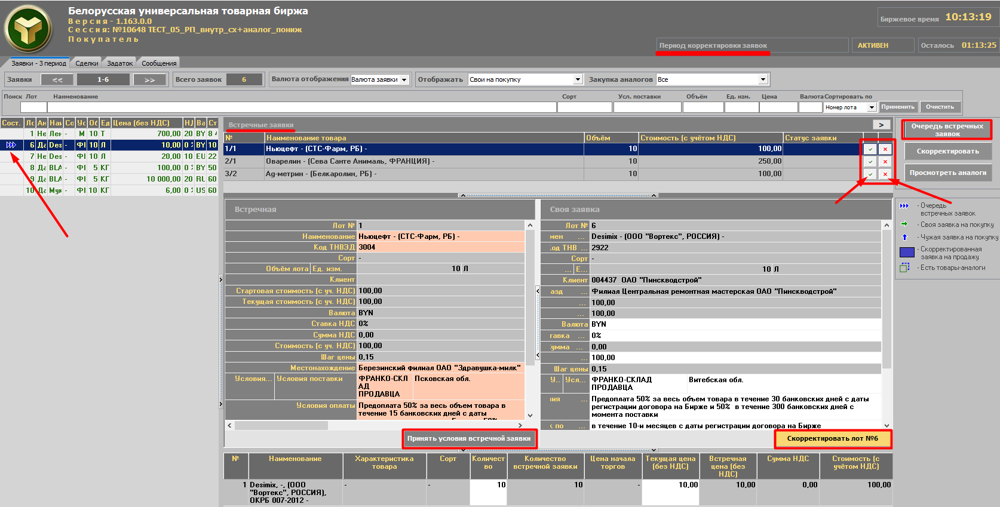 Белорусская универсальная товарная биржа
Версия - 1.163.0.0
Сессия: №10648 ТЕСТ_05_РП_внутр_сх+аналог_пониж
Покупатель
Биржевое время 10:13:19
Период корректировки заявок
АКТИВЕН
Осталось 01:13:25
Заявки - 3 период
Сделки
Задаток
Сообщения
Заявки << 1-6 >>
Всего заявок 6
Валюта отображения Валюта заявки
Отображать Свои на покупку
Закупка аналогов Все
Поиск Лот Наименование Сорт Усл. поставки Объём Ед. изм. Цена Валюта Сортировать по
Номер лота Применить Очистить
Сост. Лс Ан Наи Со Ус Об Ед Цена (без НДС) НД Ва Ст
1 Не Лен - М 10 Т 700,00 20 BY 8 4
6 Да Des - ФІ 10 Л 10,00 0 BY 10
7 Не Des - ФІ 10 Л 20,00 10 EU 22
8 Да BLA - ФІ 5 КГ 100,00 0 BY 50
9 Да BLA - ФІ 5 КГ 10 000,00 20 RU 60
10 Да Мук - ФІ 10 КГ 6,00 0 US 60
Встречные заявки >
№ Наименование товара Объём Стоимость (с учётом НДС) Статус заявки
1/1 Ньюцефт - (СТС-Фарм, РБ) - 10 100,00
2/1 Оварелин - (Сева Санте Анималь, ФРАНЦИЯ) - 10 250,00
3/2 Ag-метрин - (Белкаролин, РБ) - 10 100,00
Очередь встречных
заявок
Скорректировать
Просмотреть аналоги
- Очередь
встречных заявок
- Своя заявка на покупку
- Чужая заявка на покупку
- Скорректированная
заявка на продажу
- Есть товары-аналоги
Встречная
Лот № 1
Наименование Ньюцефт - (СТС-Фарм, РБ) -
Код ТНВЭД 3004
Сорт -
Объём лота Ед. изм. 10 Л
Клиент
Стартовая стоимость (с уч. НДС) 100,00
Текущая стоимость (с уч. НДС) 100,00
Валюта BYN
Ставка НДС 0%
Сумма НДС 0,00
Стоимость (с уч. НДС) 100,00
Шаг цены 0,15
Местонахождение Березинский филиал ОАО "Здравушка-милк"
Условия... Условия поставки ФРАНКО-СКЛ Псковская обл.
АД
ПРОДАВЦА
Условия оплаты Предоплата 50% за весь объем товара в
течение 15 банковских дней с даты
Принять условия встречной заявки
Своя заявка
Лот № 6
мен ... Desimix - (ООО "Вортекс", РОССИЯ) -
Код ТНВ ... 2922
Сорт -
... Е... 10 Л
Клиент 004437 ОАО "Пинскводстрой"
азд ... Филиал Центральная ремонтная мастерская ОАО "Пинскводстрой"
... 100,00
... 100,00
Валюта BYN
тавка ... 0%
умма ... 0,00
... 100,00
Шаг цены 0,15
У.. Усл... ФРАНКО-СКЛАД Витебская обл.
ПРОДАВЦА
ия ... Предоплата 50% за весь объем товара в течение 30 банковских дней с даты
регистрации договора на Бирже и 50% в течение 300 банковских дней с
момента поставки
к по ... в течение 10-и месяцев с даты регистрации договора на Бирже
Скорректировать лот №6
№ Наименование Характеристика товара Сорт Количест во Количество встречной заявки Цена начала торгов Текущая цена (без НДС) Встречная цена (без НДС) Сумма НДС Стоимость (с учётом НДС)
1 Desimix, -, (ООО - - 10 10 - 10,00 10,00 0,00 100,00
"Вортекс", РОССИЯ),
ОКРБ 007-2012 -